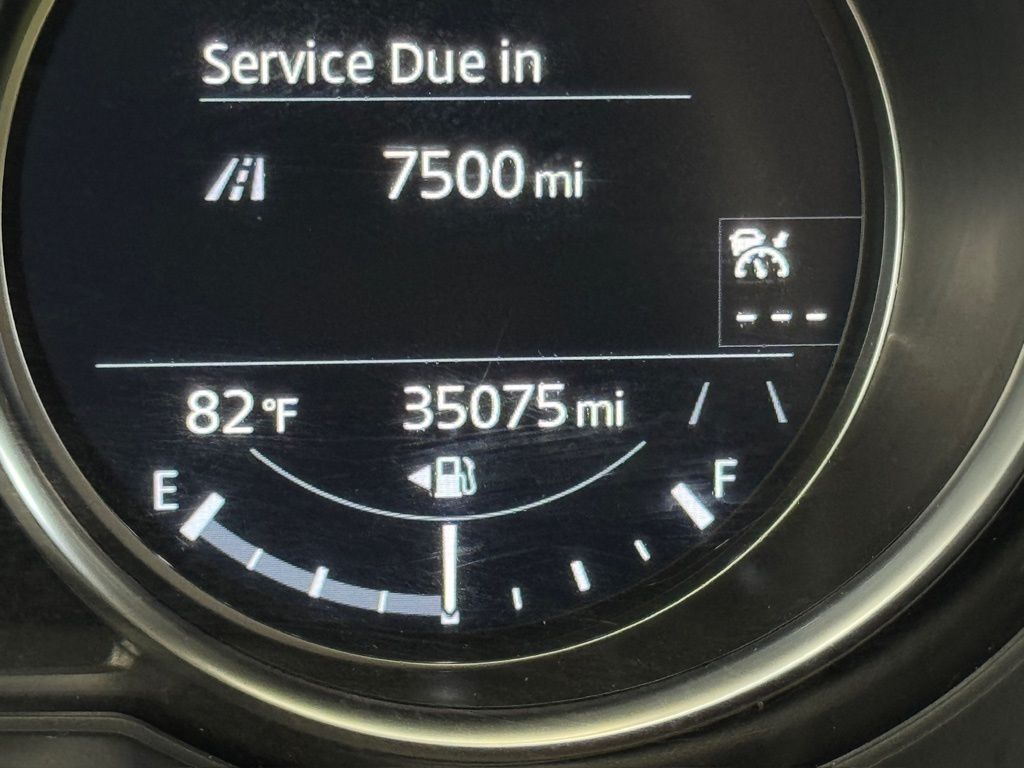 Service Due in
7500 mi
- - -
82°F 35075 mi
E F